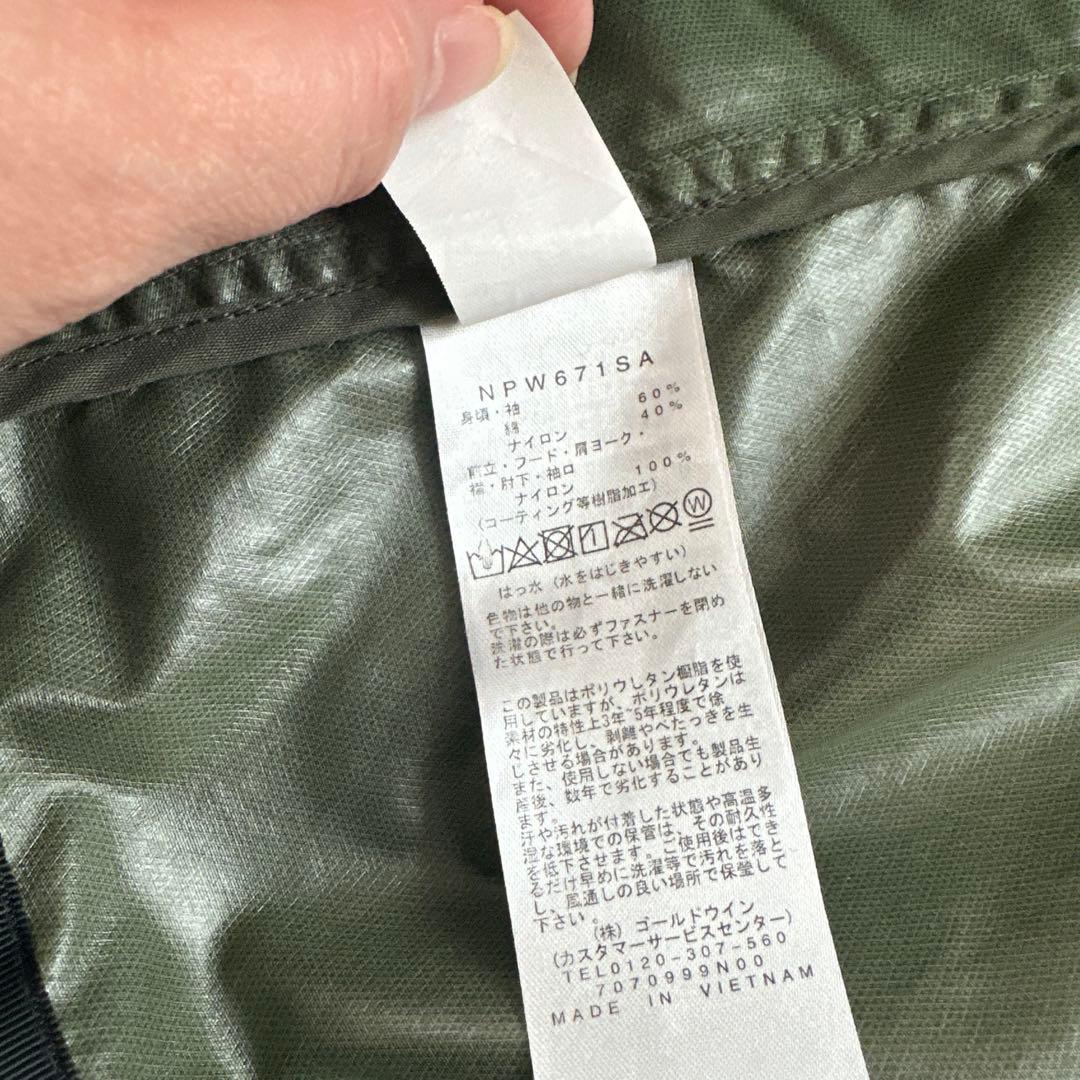 NPW671SA
身頃・袖
綿 60%
ナイロン 40%
前立・フード・肩ヨーク・
襟・肘下・袖口
ナイロン 100%
(コーティング等樹脂加工)
W
はっ水 (水をはじきやすい)
色物は他の物と一緒に洗濯しない
で下さい。
洗濯の際は必ずファスナーを閉め
た状態で行って下さい。
この製品はポリウレタン樹脂を使
用していますが、ポリウレタンは
素材の特性上3年~5年程度で徐
々に劣化し、剥離やべたつきを生
じさせる場合があります。
また、使用しない場合でも製品生
産後、数年で劣化することがあり
ます。
汗や汚れが付着した状態や高温多
湿な環境での保管は、その耐久性
を低下させます。ご使用後はでき
るだけ早めに洗濯等で汚れを落と
し、風通しの良い場所で保管して
下さい。
(株) ゴールドウイン
(カスタマーサービスセンター)
TEL0120-307-560
7070999N00
MADE IN VIETNAM